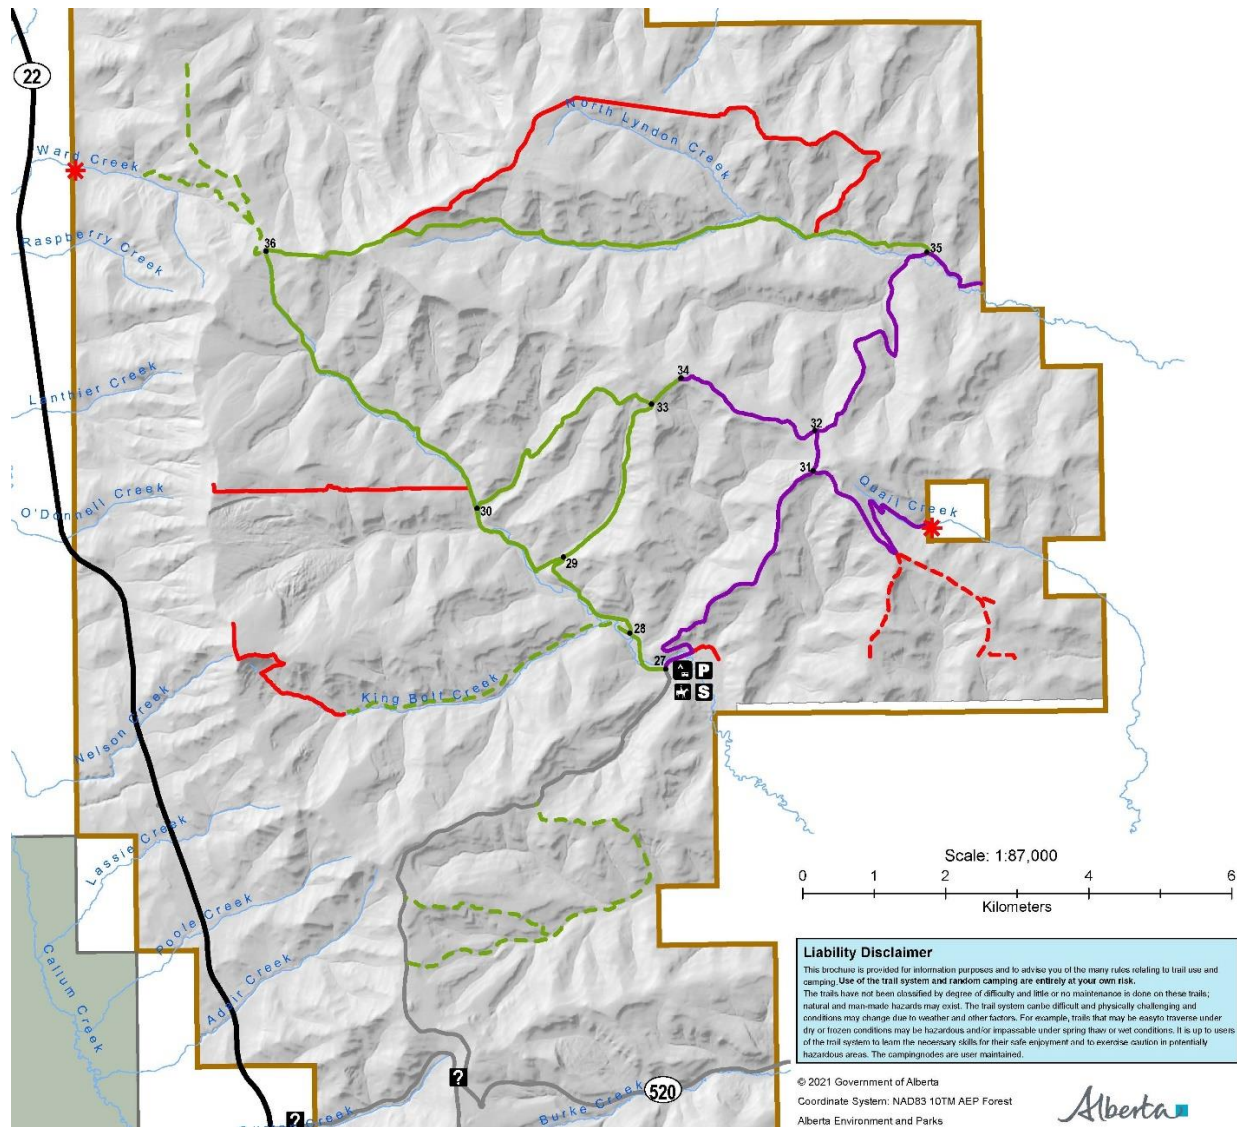 22
North Lyndon Creek
Ward Creek
Raspberry Creek
36
35
Lanthier Creek
34
33
32
31
O'Donnell Creek
30
Quail Creek
29
28
27
P
S
King Bolt Creek
Nelson Creek
Lassie Creek
Poole Creek
Callum Creek
Adair Creek
?
?
520
Burke Creek
Creek
Scale: 1:87,000
0 1 2 4 6
Kilometers
Liability Disclaimer
This brochure is provided for information purposes and to advise you of the many rules relating to trail use and
camping. Use of the trail system and random camping are entirely at your own risk.
The trails have not been classified by degree of difficulty and little or no maintenance is done on these trails;
natural and man-made hazards may exist. The trail system canbe difficult and physically challenging and
conditions may change due to weather and other factors. For example, trails that may be easyto traverse under
dry or frozen conditions may be hazardous and/or impassable under spring thaw or wet conditions. It is up to users
of the trail system to learn the necessary skills for their safe enjoyment and to exercise caution in potentially
hazardous areas. The campingnodes are user maintained.
© 2021 Government of Alberta
Coordinate System: NAD83 10TM AEP Forest
Alberta Environment and Parks
Alberta